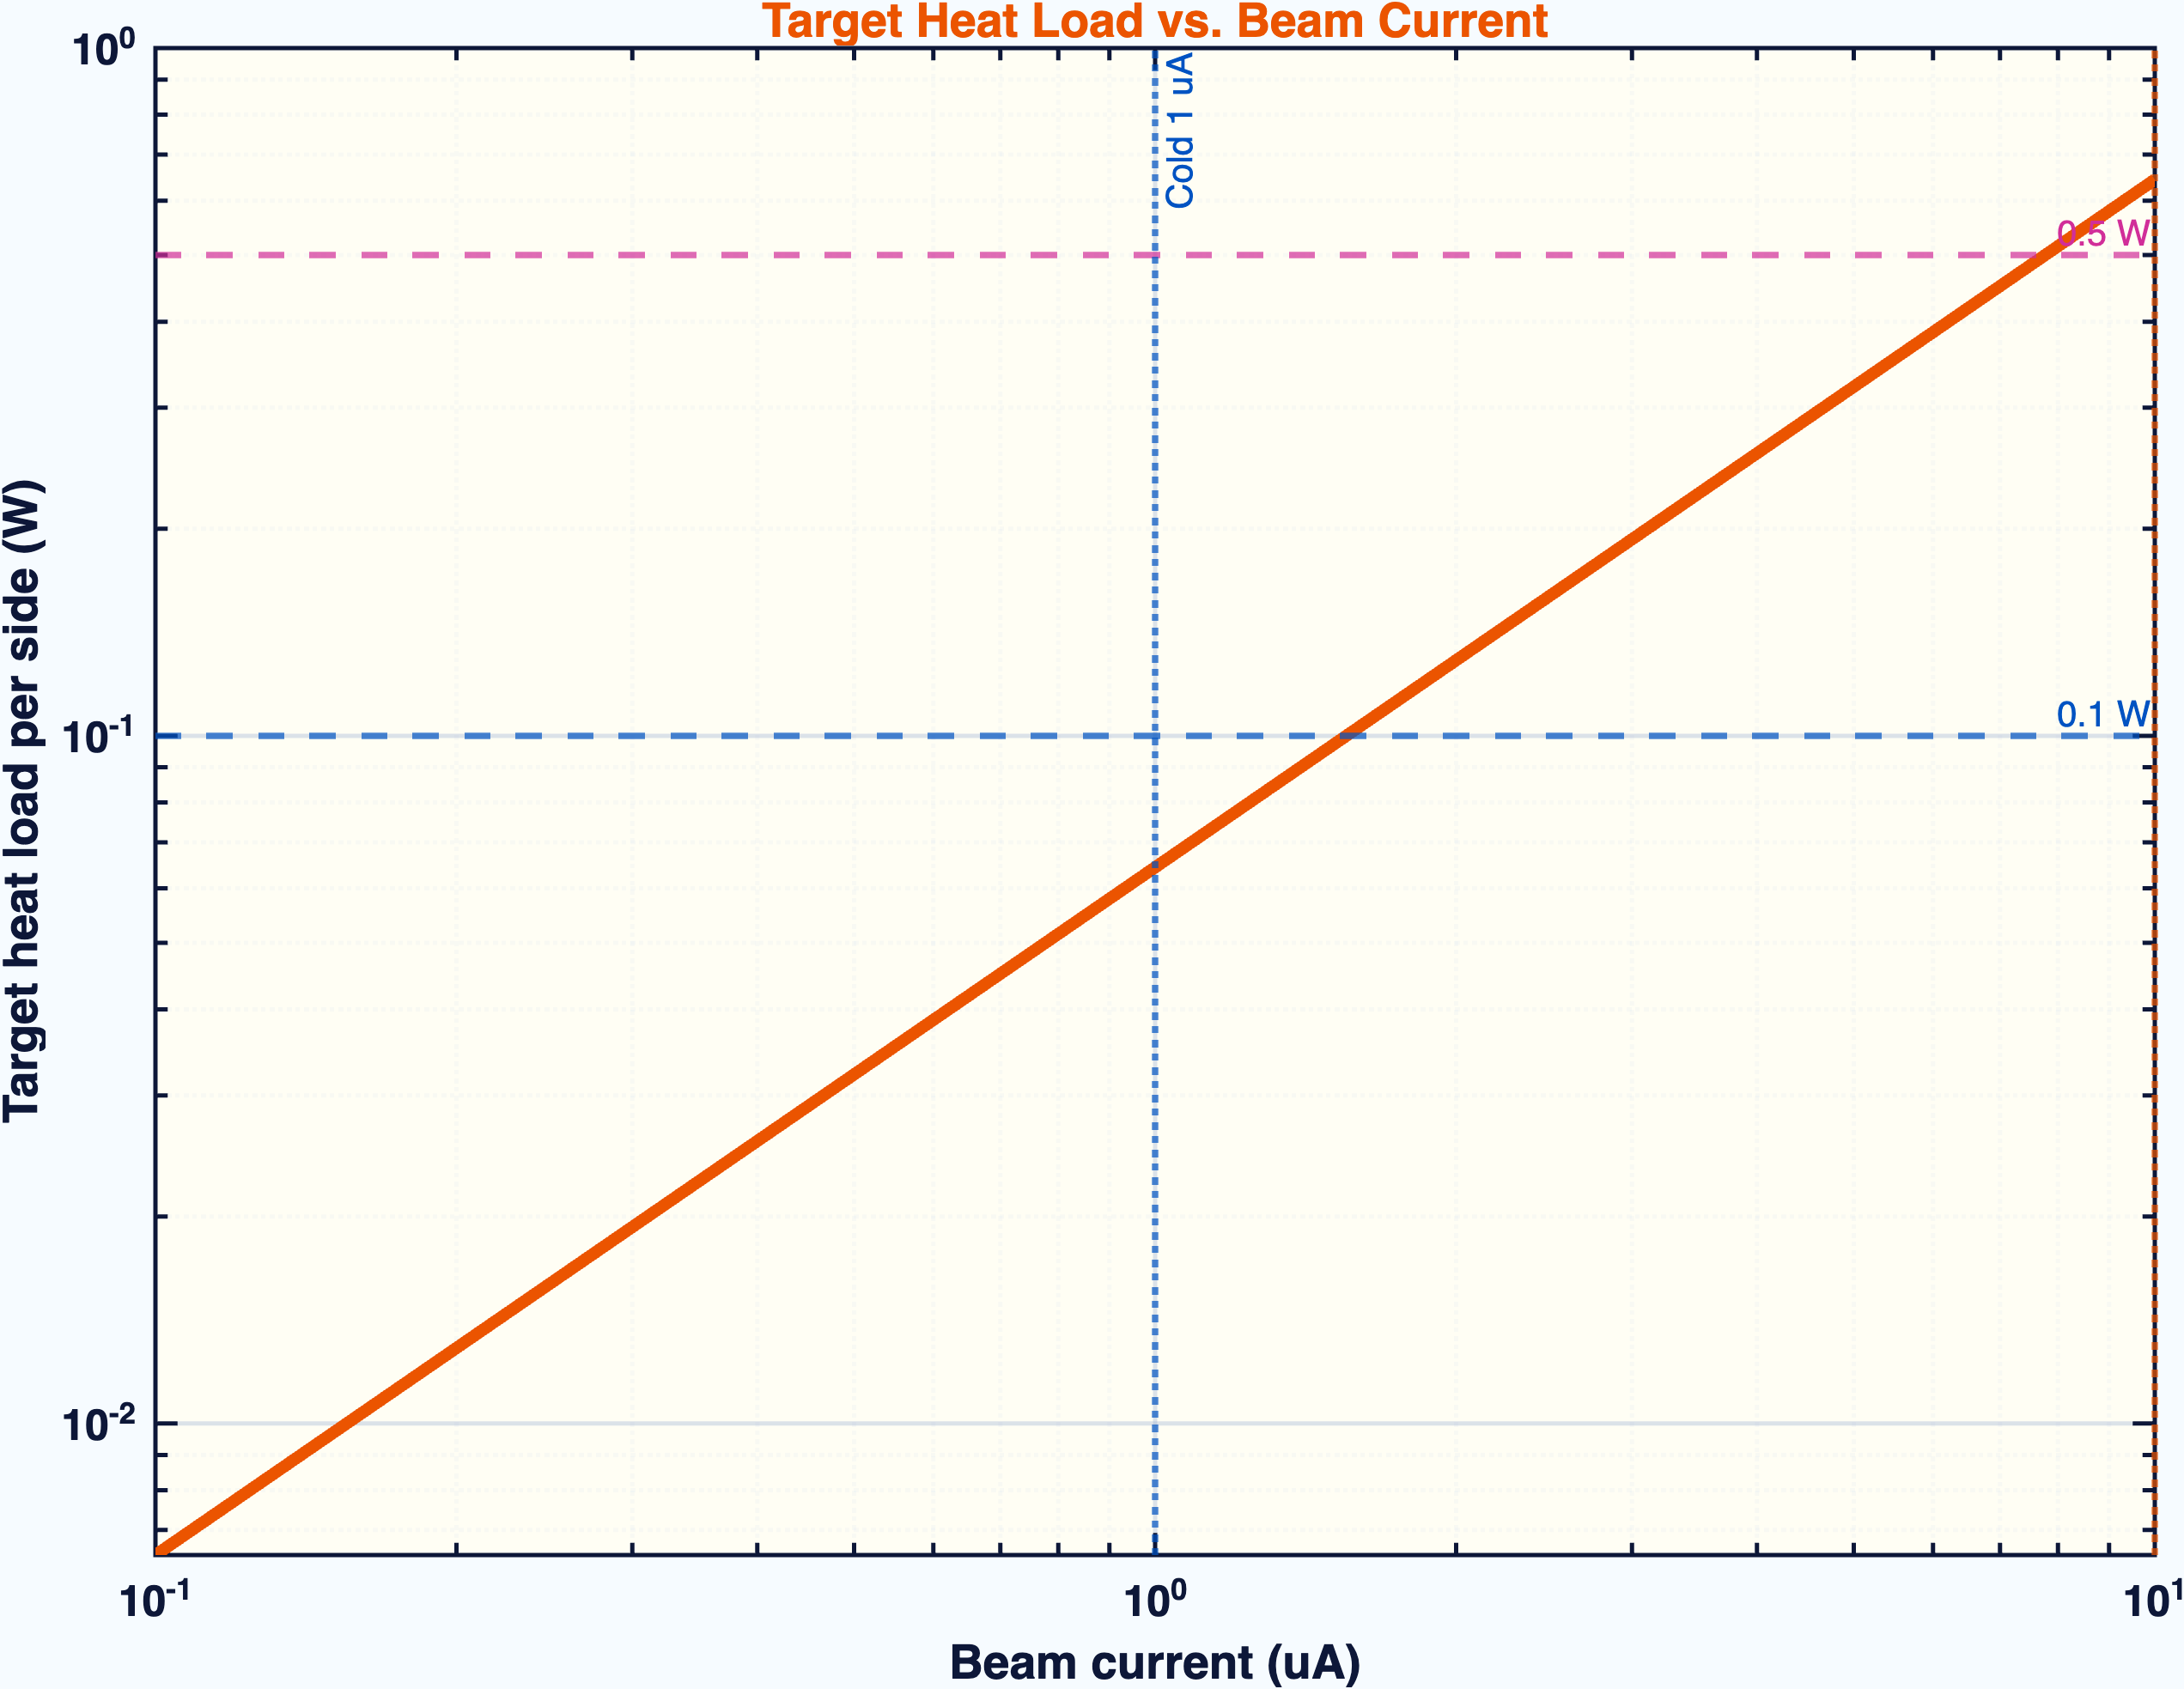 Target Heat Load vs. Beam Current
10⁰
Cold 1 uA
0.5 W
Target heat load per side (W)
10⁻¹
0.1 W
10⁻²
10⁻¹ 10⁰ 10¹
Beam current (uA)